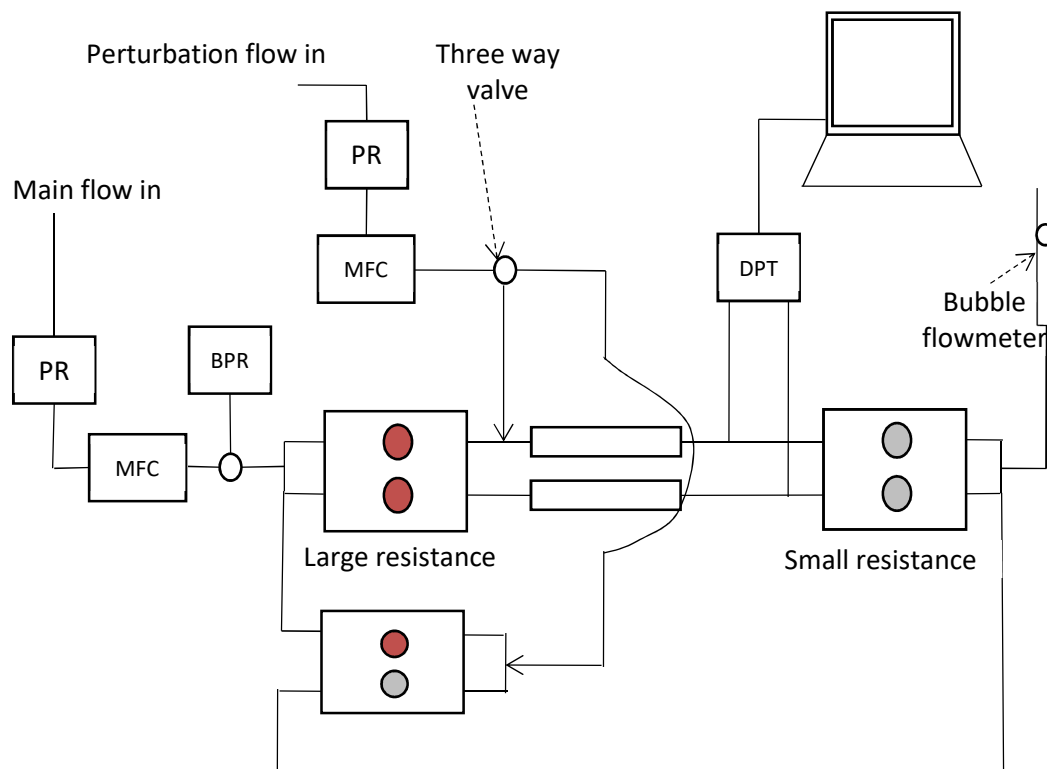 Perturbation flow in
Three way
valve
PR
Main flow in
MFC
DPT
Bubble
flowmeter
PR
BPR
MFC
Large resistance
Small resistance